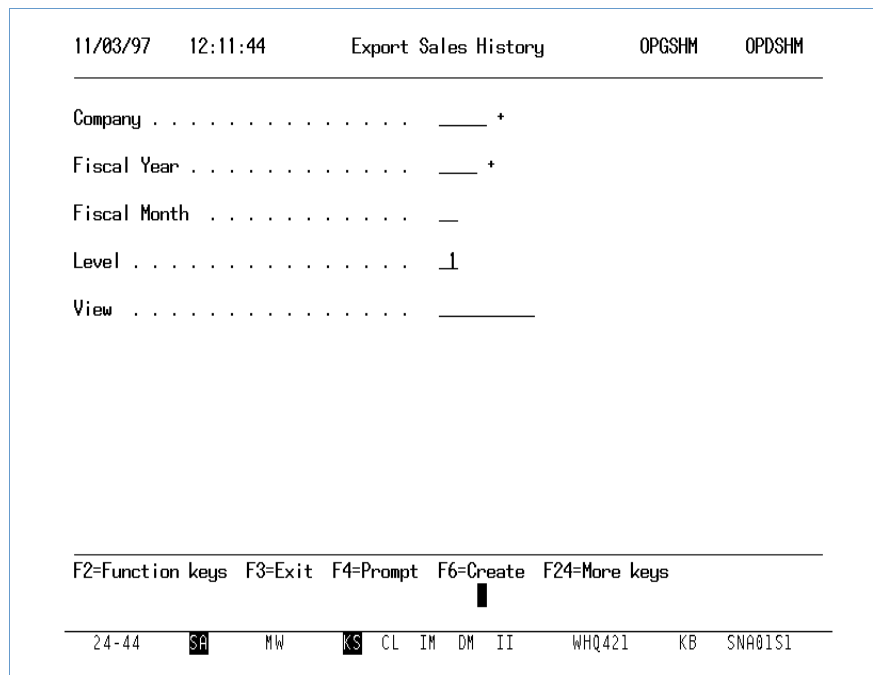 11/03/97 12:11:44 Export Sales History OPGSHM OPDSHM
Company . . . . . . . . . . . . . . _____ +
Fiscal Year . . . . . . . . . . . . ____ +
Fiscal Month . . . . . . . . . . . . __
Level . . . . . . . . . . . . . . . _1
View . . . . . . . . . . . . . . . __________
F2=Function keys F3=Exit F4=Prompt F6=Create F24=More keys
24-44 SA MW KS CL IM DM II WHQ421 KB SNA01S1